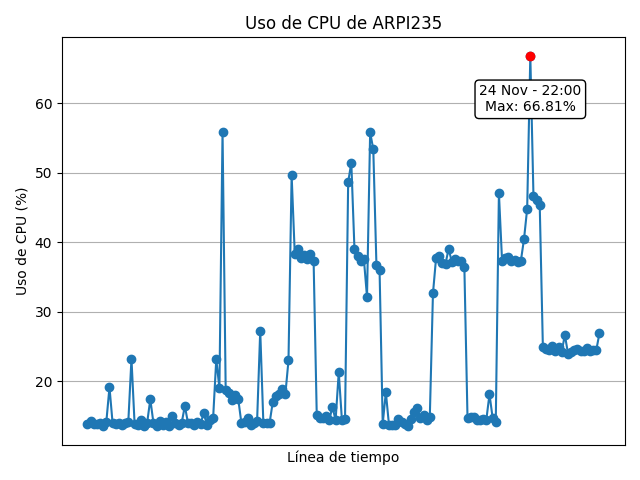 Uso de CPU de ARPI235
24 Nov - 22:00
Max: 66.81%
60
50
40
30
20
Uso de CPU (%)
Línea de tiempo